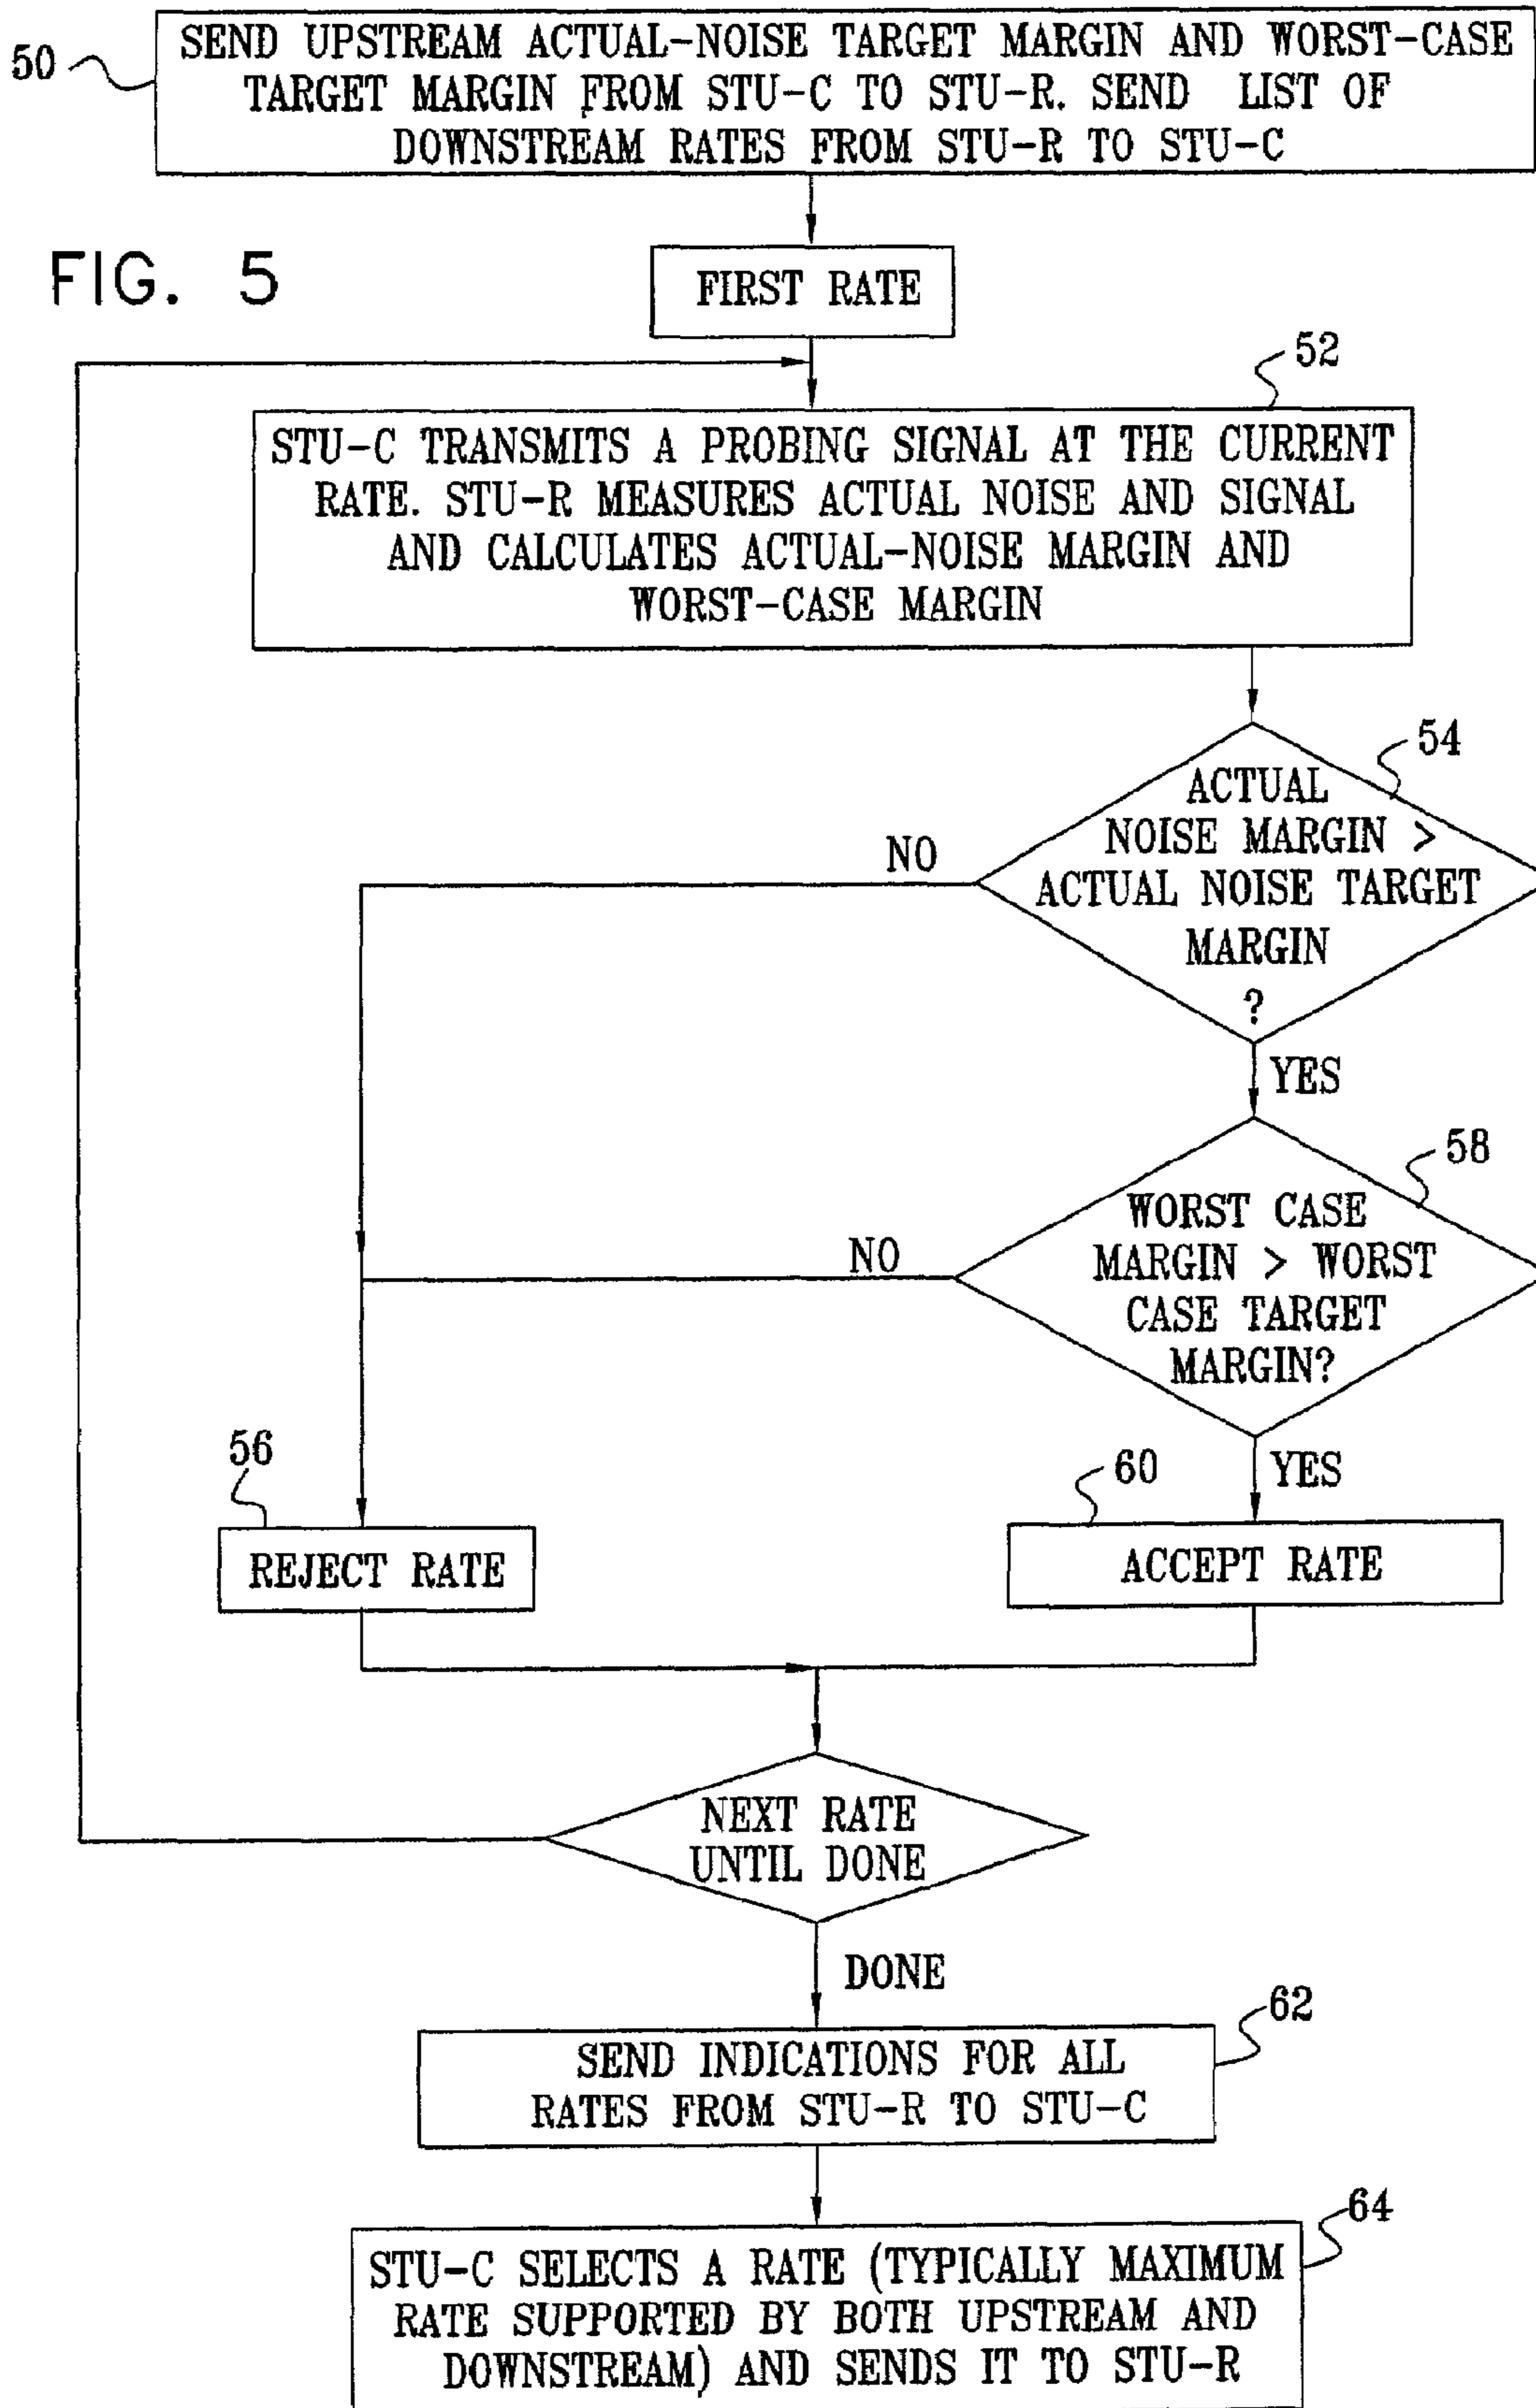 50
SEND UPSTREAM ACTUAL-NOISE TARGET MARGIN AND WORST-CASE
TARGET MARGIN FROM STU-C TO STU-R. SEND LIST OF
DOWNSTREAM RATES FROM STU-R TO STU-C
FIG. 5
FIRST RATE
52
STU-C TRANSMITS A PROBING SIGNAL AT THE CURRENT
RATE. STU-R MEASURES ACTUAL NOISE AND SIGNAL
AND CALCULATES ACTUAL-NOISE MARGIN AND
WORST-CASE MARGIN
54
ACTUAL
NOISE MARGIN >
ACTUAL NOISE TARGET
MARGIN
?
NO
YES
58
WORST CASE
MARGIN > WORST
CASE TARGET
MARGIN?
NO
YES
56
REJECT RATE
60
ACCEPT RATE
NEXT RATE
UNTIL DONE
DONE
62
SEND INDICATIONS FOR ALL
RATES FROM STU-R TO STU-C
64
STU-C SELECTS A RATE (TYPICALLY MAXIMUM
RATE SUPPORTED BY BOTH UPSTREAM AND
DOWNSTREAM) AND SENDS IT TO STU-R